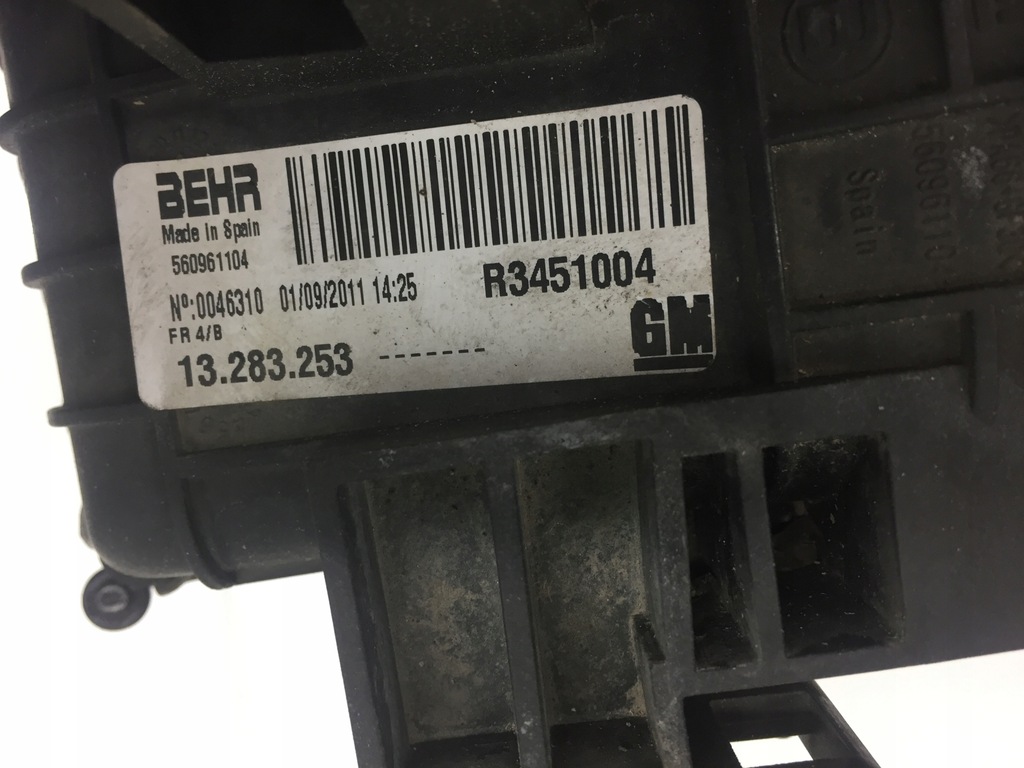 BEHR
Made in Spain
560961104
Nº:0046310 01/09/2011 14:25
R3451004
FR 4/B
13.283.253 -------
GM
Spain